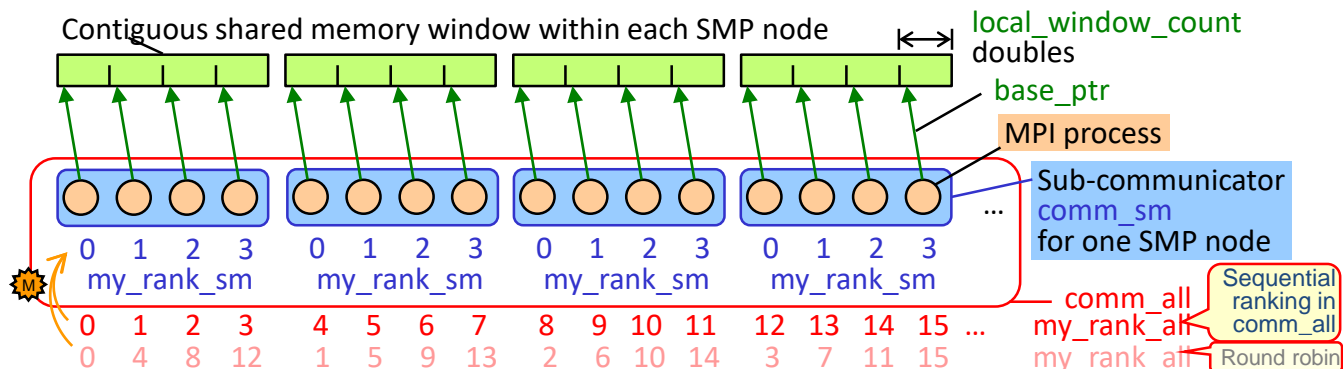 Contiguous shared memory window within each SMP node
local_window_count
doubles
base_ptr
MPI process
Sub-communicator
comm_sm
for one SMP node
...
0 1 2 3 0 1 2 3 0 1 2 3 0 1 2 3
my_rank_sm my_rank_sm my_rank_sm my_rank_sm
M
comm_all
0 1 2 3 4 5 6 7 8 9 10 11 12 13 14 15 ... my_rank_all
0 4 8 12 1 5 9 13 2 6 10 14 3 7 11 15 my_rank_all
Sequential
ranking in
comm_all
Round robin